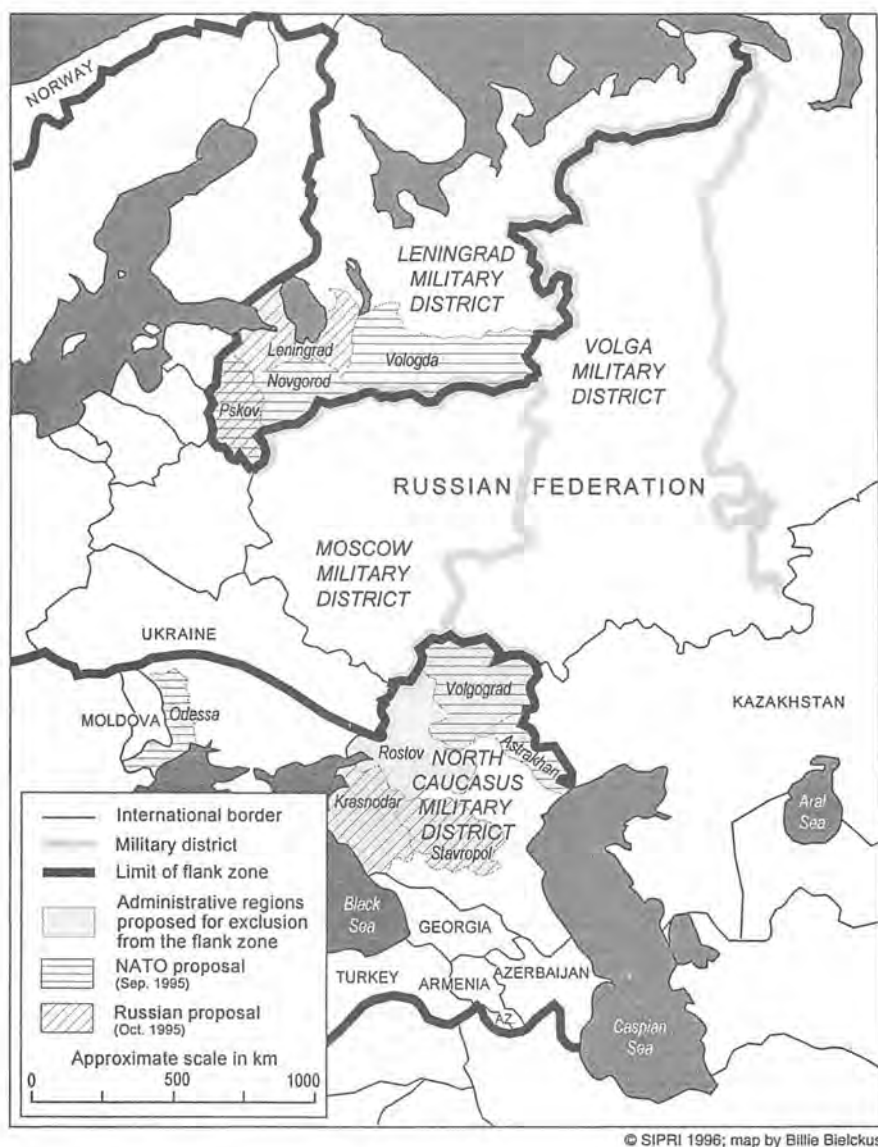 NORWAY
LENINGRAD
MILITARY
DISTRICT
Leningrad
Vologda
Novgorod
Pskov
VOLGA
MILITARY
DISTRICT
RUSSIAN FEDERATION
MOSCOW
MILITARY
DISTRICT
UKRAINE
MOLDOVA
Odessa
Volgograd
KAZAKHSTAN
Astrakhan
Rostov
NORTH
CAUCASUS
MILITARY
DISTRICT
Krasnodar
Stavropol
Aral
Sea
Black
Sea
GEORGIA
TURKEY
ARMENIA
AZERBAIJAN
AZ.
Caspian
Sea
International border
Military district
Limit of flank zone
Administrative regions
proposed for exclusion
from the flank zone
NATO proposal
(Sep. 1995)
Russian proposal
(Oct. 1995)
Approximate scale in km
0 500 1000
© SIPRI 1996; map by Billie Bielckus